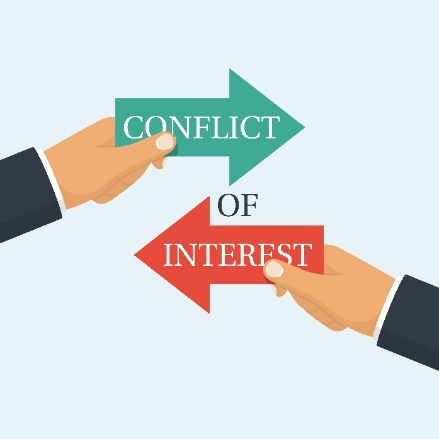 CONFLICT
OF
INTEREST